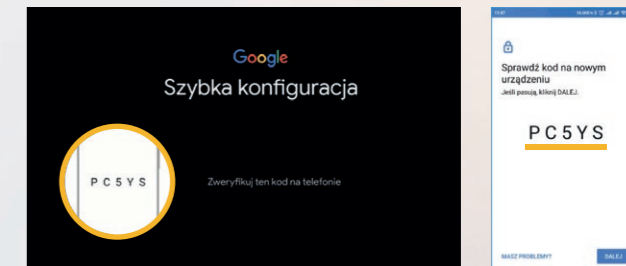 Google
Szybka konfiguracja
P C 5 Y S
Zweryfikuj ten kod na telefonie
Sprawdź kod na nowym
urządzeniu
Jeśli pasują, kliknij DALEJ.
P C 5 Y S
MASZ PROBLEMY?
DALEJ